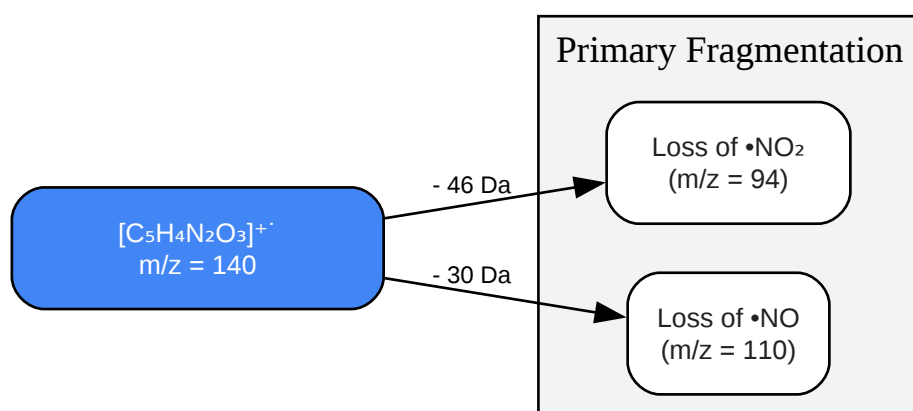 Primary Fragmentation
Loss of •NO₂
(m/z = 94)
- 46 Da
[C₅H₄N₂O₃]⁺˙
m/z = 140
- 30 Da
Loss of •NO
(m/z = 110)